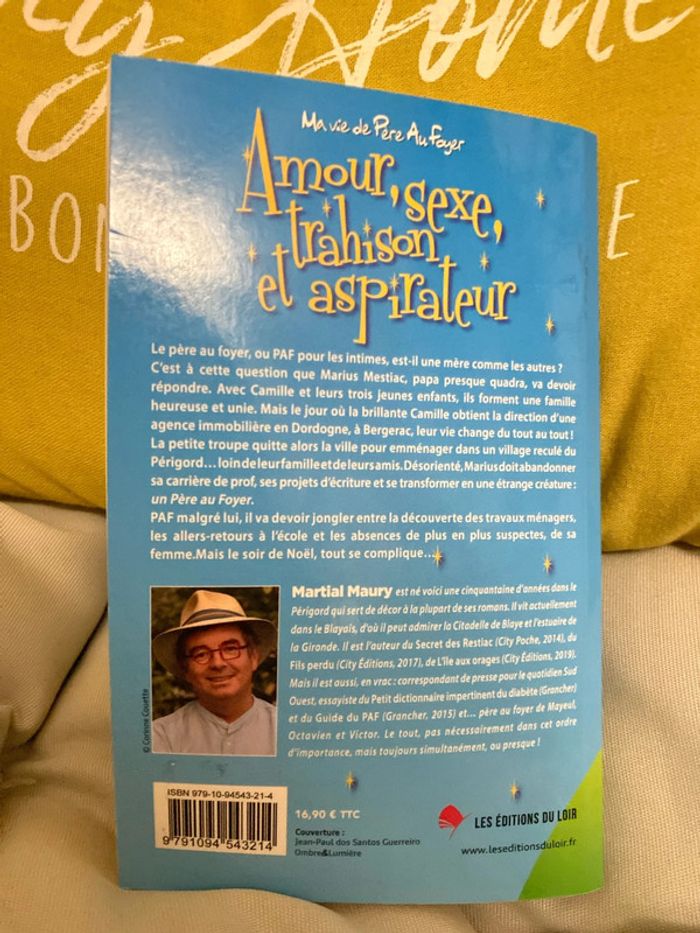 y Home
BON
E
Ma vie de Père Au Foyer
Amour, sexe,
trahison
et aspirateur
Le père au foyer, ou PAF pour les intimes, est-il une mère comme les autres ?
C'est à cette question que Marius Mestiac, papa presque quadra, va devoir
répondre. Avec Camille et leurs trois jeunes enfants, ils forment une famille
heureuse et unie. Mais le jour où la brillante Camille obtient la direction d'une
agence immobilière en Dordogne, à Bergerac, leur vie change du tout au tout !
La petite troupe quitte alors la ville pour emménager dans un village reculé du
Périgord... loin de leur famille et de leurs amis. Désorienté, Marius doit abandonner
sa carrière de prof, ses projets d'écriture et se transformer en une étrange créature :
un Père au Foyer.
PAF malgré lui, il va devoir jongler entre la découverte des travaux ménagers,
les allers-retours à l'école et les absences de plus en plus suspectes, de sa
femme.Mais le soir de Noël, tout se complique...
Martial Maury est né voici une cinquantaine d'années dans le
Périgord qui sert de décor à la plupart de ses romans. Il vit actuellement
dans le Blayais, d'où il peut admirer la Citadelle de Blaye et l'estuaire de
la Gironde. Il est l'auteur du Secret des Restiac (City Poche, 2014), du
Fils perdu (City Editions, 2017), de L'île aux orages (City Editions, 2019).
Mais il est aussi, en vrac : correspondant de presse pour le quotidien Sud
Ouest, essayiste du Petit dictionnaire impertinent du diabète (Grancher)
et du Guide du PAF (Grancher, 2015) et... père au foyer de Mayeul,
Octavien et Victor. Le tout, pas nécessairement dans cet ordre
d'importance, mais toujours simultanément, ou presque !
© Corinne Couette
ISBN 979-10-94543-21-4
9791094543214
16,90 € TTC
Couverture :
Jean-Paul dos Santos Guerreiro
Ombre&Lumière
LES ÉDITIONS DU LOIR
www.leseditionsduloir.fr